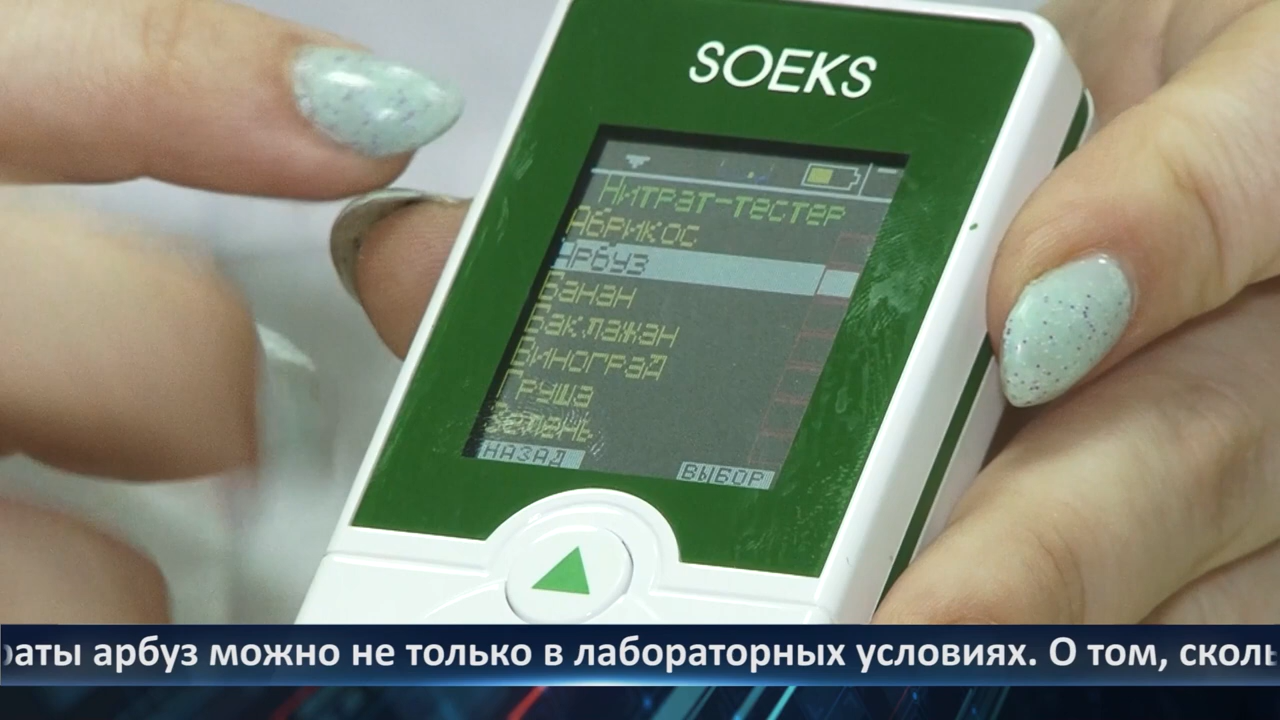 SOEKS
Нитрат-тестер
Абрикос
Арбуз
Банан
Баклажан
Виноград
Груша
Зелень
НАЗАД
ВЫБОР
раты арбуз можно не только в лабораторных условиях. О том, сколь